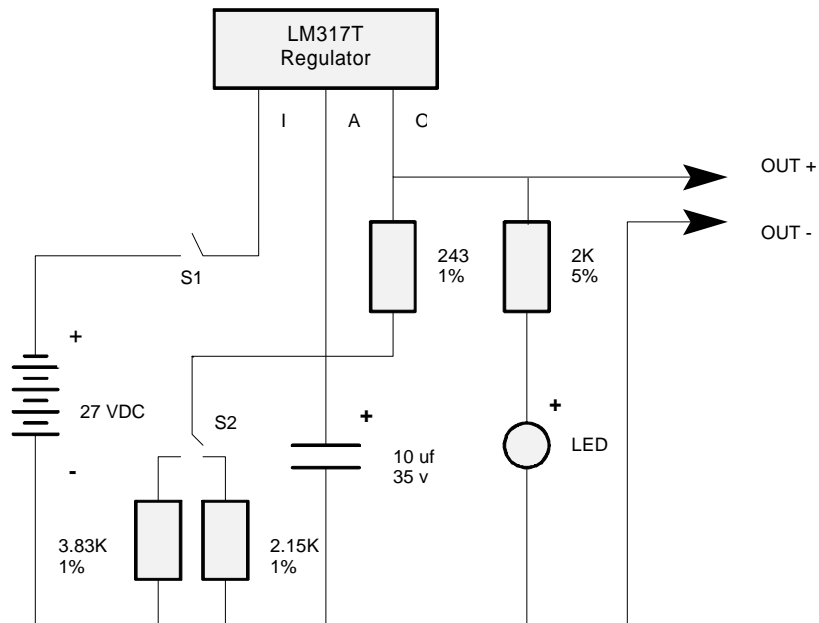 LM317T
Regulator
I
A
O
OUT +
OUT -
S1
243
1%
2K
5%
+
27 VDC
-
S2
+
10 uf
35 v
+
LED
3.83K
1%
2.15K
1%